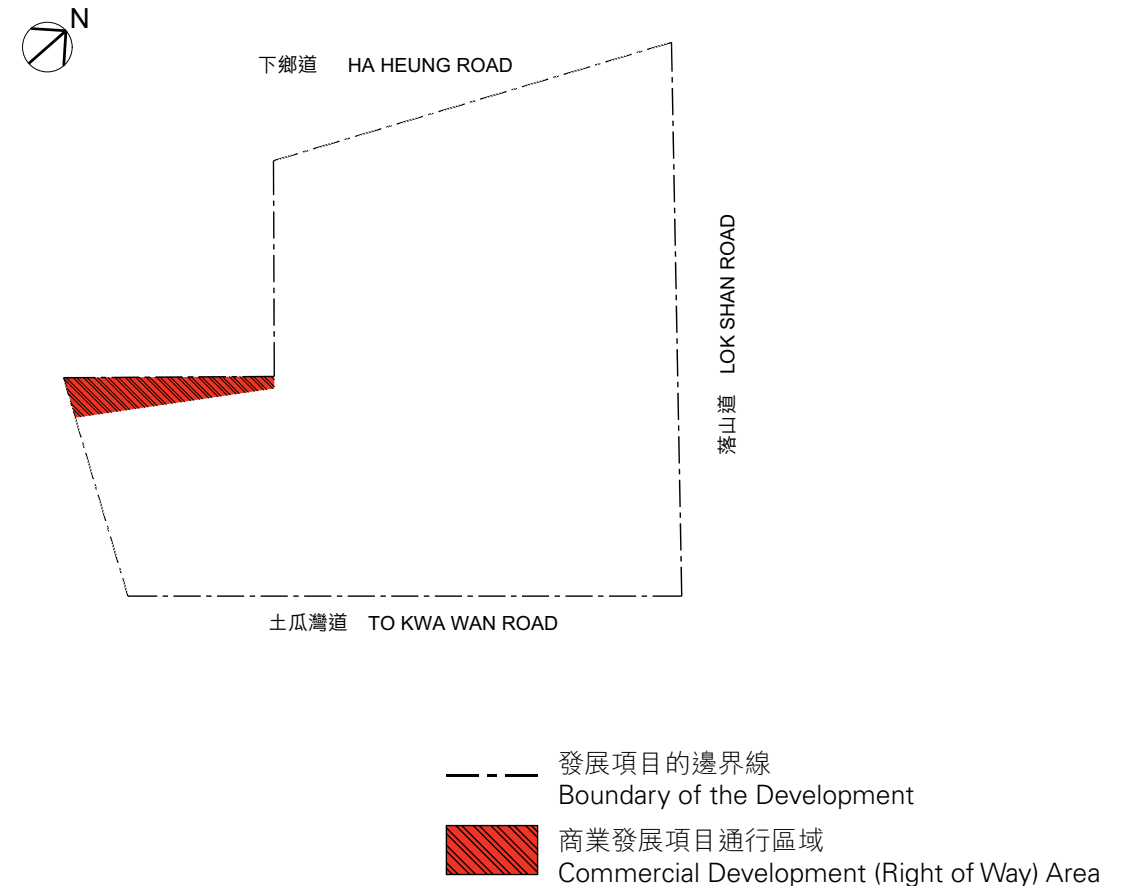 N
下鄉道 HA HEUNG ROAD
落山道 LOK SHAN ROAD
土瓜灣道 TO KWA WAN ROAD
發展項目的邊界線
Boundary of the Development
商業發展項目通行區域
Commercial Development (Right of Way) Area